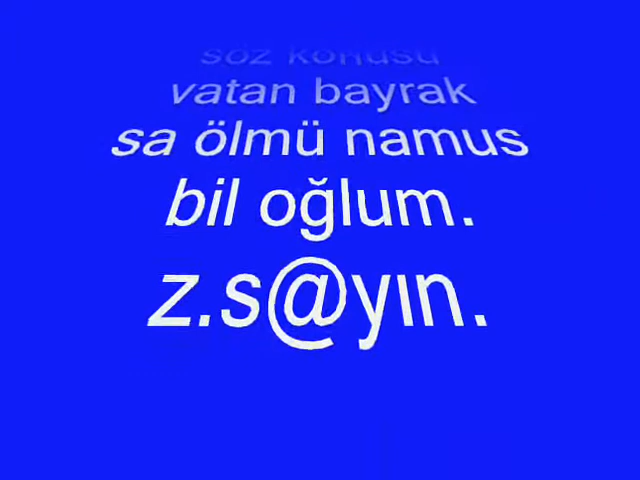 söz konusu
vatan bayrak
sa ölmü namus
bil oğlum.
z.s@yın.